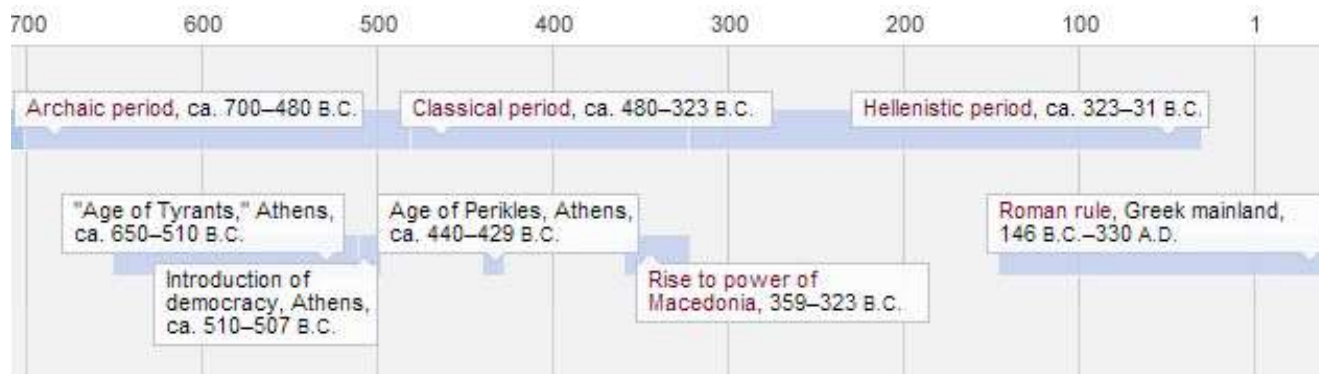 700 600 500 400 300 200 100 1
Archaic period, ca. 700–480 B.C.
Classical period, ca. 480–323 B.C.
Hellenistic period, ca. 323–31 B.C.
"Age of Tyrants," Athens,
ca. 650–510 B.C.
Age of Perikles, Athens,
ca. 440–429 B.C.
Roman rule, Greek mainland,
146 B.C.–330 A.D.
Introduction of
democracy, Athens,
ca. 510–507 B.C.
Rise to power of
Macedonia, 359–323 B.C.